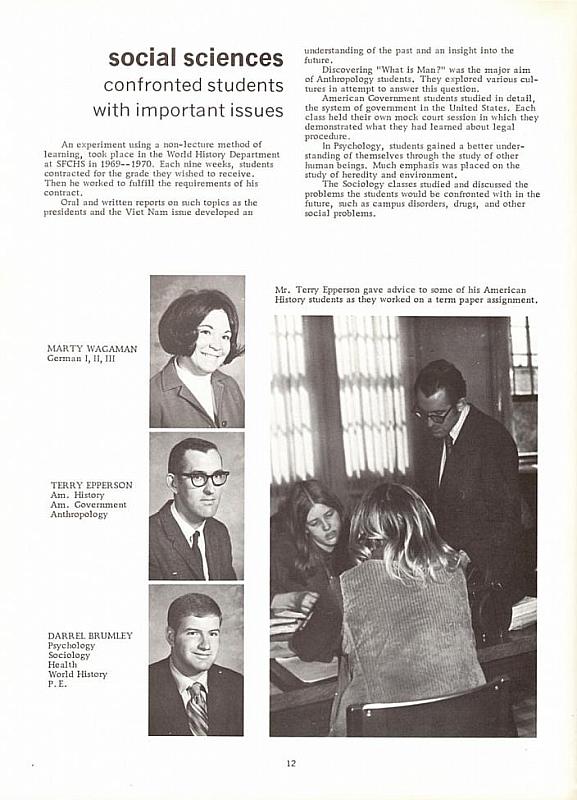 social sciences
confronted students
with important issues
An experiment using a non-lecture method of
learning, took place in the World History Department
at SFCHS in 1969--1970. Each nine weeks, students
contracted for the grade they wished to receive.
Then he worked to fulfill the requirements of his
contract.
Oral and written reports on such topics as the
presidents and the Viet Nam issue developed an
understanding of the past and an insight into the
future.
Discovering "What is Man?" was the major aim
of Anthropology students. They explored various cul-
tures in attempt to answer this question.
American Government students studied in detail,
the system of government in the United States. Each
class held their own mock court session in which they
demonstrated what they had learned about legal
procedure.
In Psychology, students gained a better under-
standing of themselves through the study of other
human beings. Much emphasis was placed on the
study of heredity and environment.
The Sociology classes studied and discussed the
problems the students would be confronted with in the
future, such as campus disorders, drugs, and other
social problems.
Mr. Terry Epperson gave advice to some of his American
History students as they worked on a term paper assignment.
MARTY WAGAMAN
German I, II, III
TERRY EPPERSON
Am. History
Am. Government
Anthropology
DARREL BRUMLEY
Psychology
Sociology
Health
World History
P.E.
12